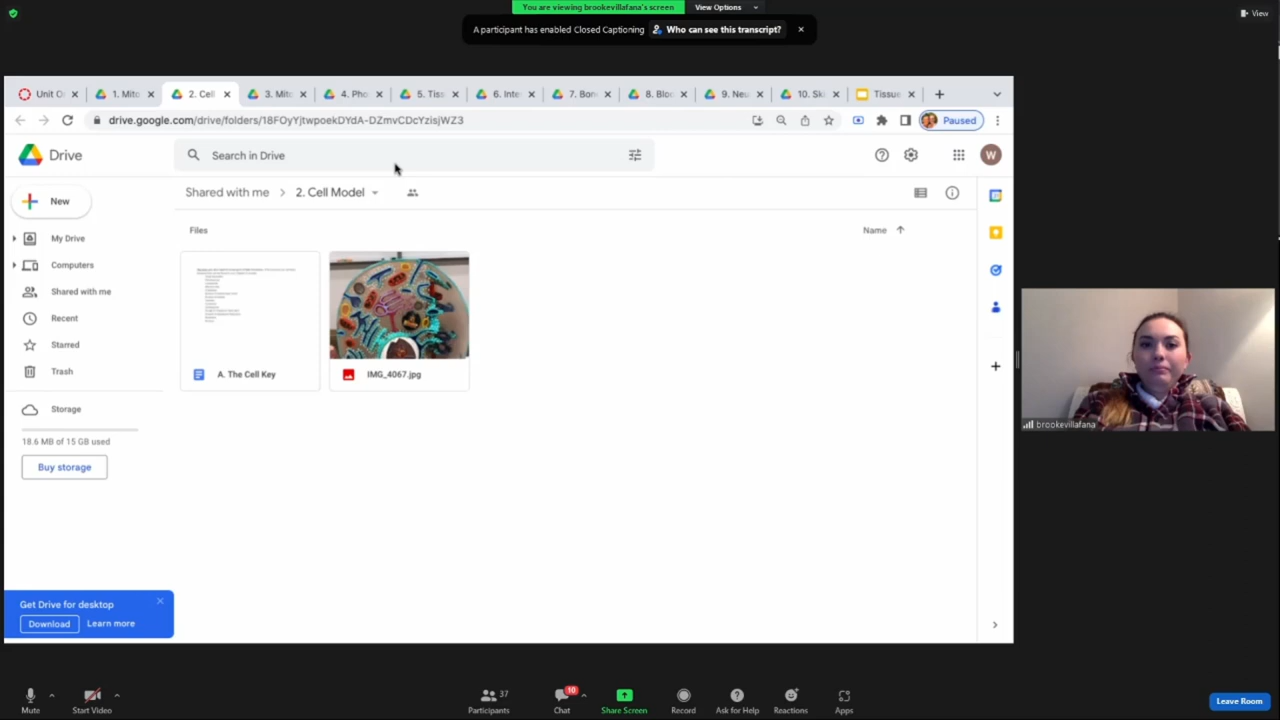 You are viewing brookevillafana's screen View Options
View
A participant has enabled Closed Captioning Who can see this transcript?
Unit 1. Mito 2. Cell 3. Mito 4. Pho 5. Tiss 6. Inte 7. Bon 8. Bloo 9. Neu 10. Sk Tissue
drive.google.com/drive/folders/18FOyYjtwpoekDYdA-DZmvCDcYzisjWZ3
Paused
Drive
Search in Drive
W
New
Shared with me > 2. Cell Model
Files
Name
My Drive
Computers
Shared with me
Recent
Starred
Trash
Storage
18.6 MB of 15 GB used
Buy storage
A. The Cell Key
IMG_4067.jpg
brookevillafana
Get Drive for desktop
Download Learn more
Mute
Start Video
37
Participants
10
Chat
Share Screen
Record
Ask for Help
Reactions
Apps
Leave Room